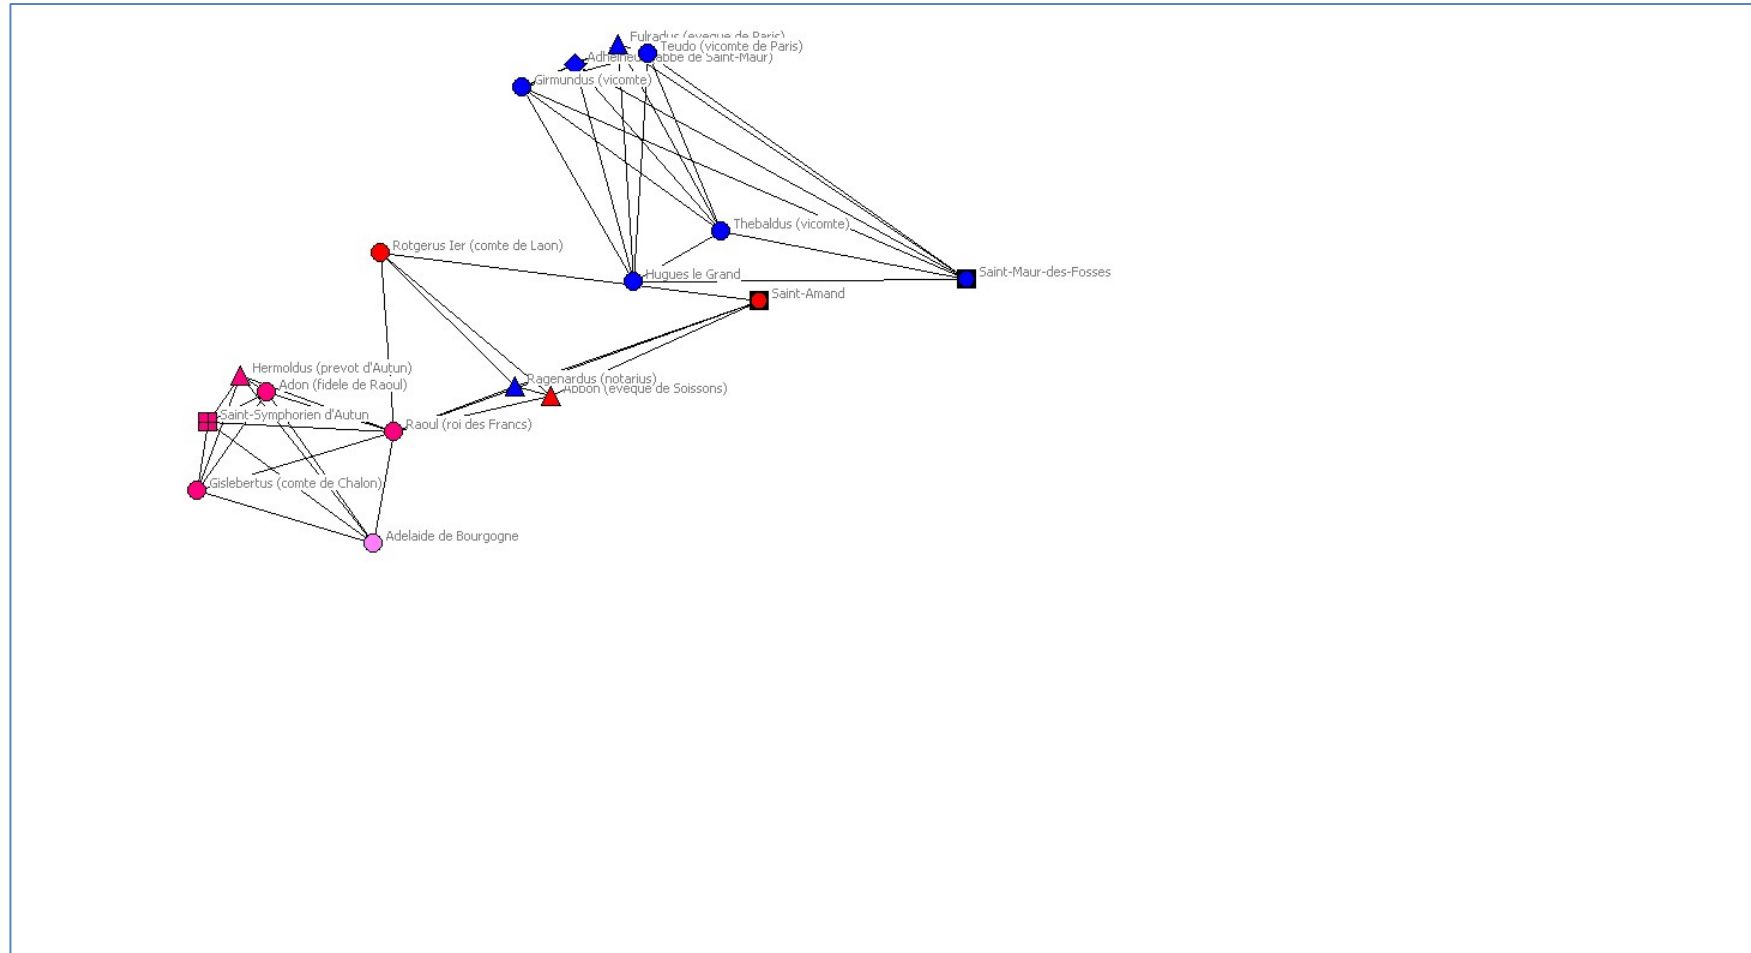 Fulradus (eveque de Paris)
Teudo (vicomte de Paris)
Adhelneus (abbe de Saint-Maur)
Girmundus (vicomte)
Thebaldus (vicomte)
Rotgerus Ier (comte de Laon)
Hugues le Grand
Saint-Maur-des-Fosses
Saint-Amand
Hermoldus (prevot d'Autun)
Adon (fidele de Raoul)
Ragenardus (notarius)
Abbon (eveque de Soissons)
Saint-Symphorien d'Autun
Raoul (roi des Francs)
Gislebertus (comte de Chalon)
Adelaide de Bourgogne